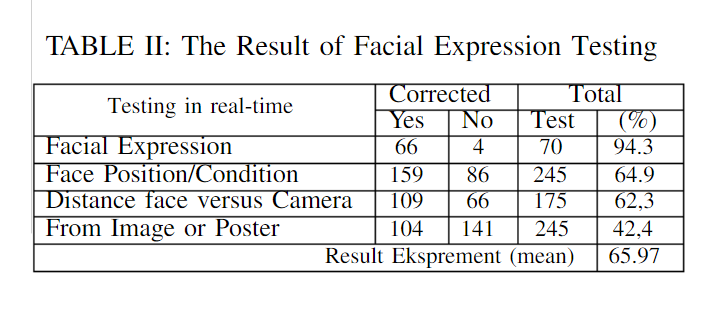 TABLE II: The Result of Facial Expression Testing
Testing in real-time Corrected Total
Yes No Test (%)
Facial Expression 66 4 70 94.3
Face Position/Condition 159 86 245 64.9
Distance face versus Camera 109 66 175 62,3
From Image or Poster 104 141 245 42,4
Result Eksprement (mean) 65.97